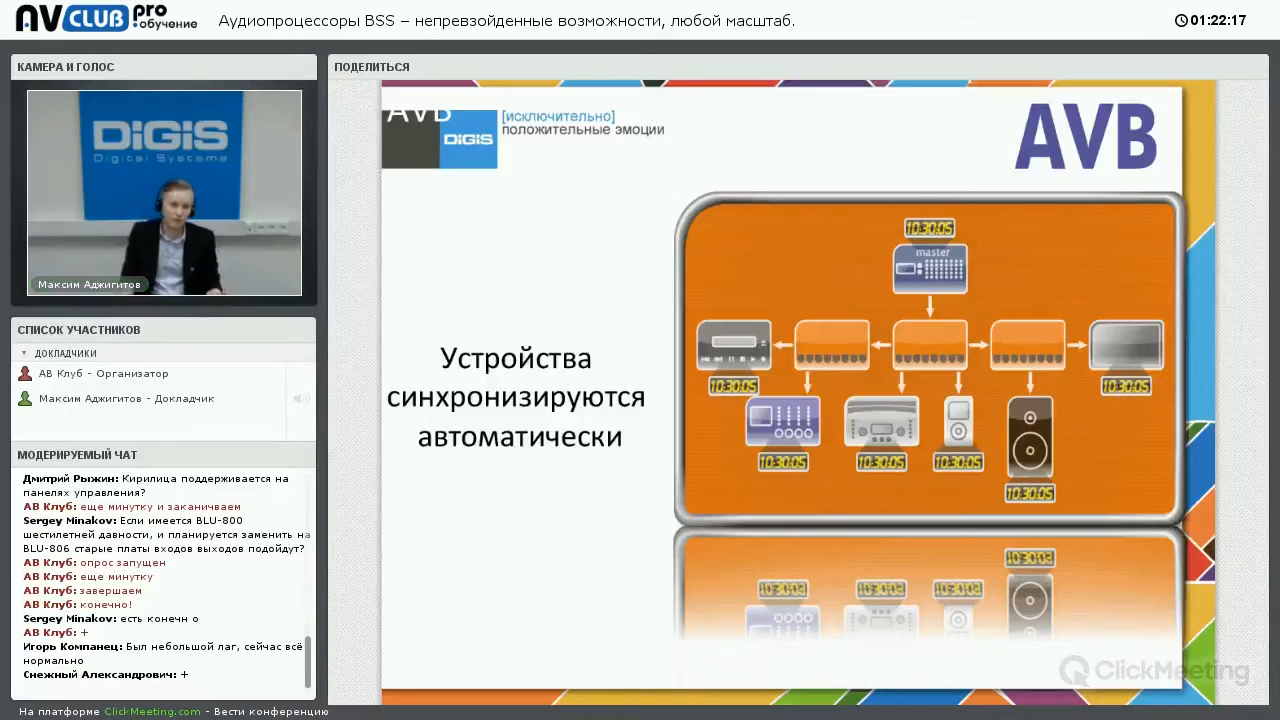 AVCLUBpro
:обучение
Аудиопроцессоры BSS – непревзойденные возможности, любой масштаб.
01:22:17
КАМЕРА И ГОЛОС
DiGiS
Digital Systems
Максим Аджигитов
СПИСОК УЧАСТНИКОВ
ДОКЛАДЧИКИ
АВ Клуб - Организатор
Максим Аджигитов - Докладчик
МОДЕРИРУЕМЫЙ ЧАТ
Дмитрий Рыжин: Кирилица поддерживается на
панелях управления?
АВ Клуб: еще минутку и заканчиваем
Sergey Minakov: Если имеется BLU-800
шестилетней давности, и планируется заменить на
BLU-806 старые платы входов выходов подойдут?
АВ Клуб: опрос запущен
АВ Клуб: еще минутку
АВ Клуб: завершаем
АВ Клуб: конечно!
Sergey Minakov: есть конечн о
АВ Клуб: +
Игорь Компанец: Был небольшой лаг, сейчас всё
нормально
Снежный Александрович: +
ПОДЕЛИТЬСЯ
AVB
DiGiS
[исключительно]
положительные эмоции
AVB
Устройства
синхронизируются
автоматически
10:30:05
master
10:30:05
10:30:05
10:30:05
10:30:05
10:30:05
10:30:05
ClickMeeting
На платформе ClickMeeting.com - Вести конференцию